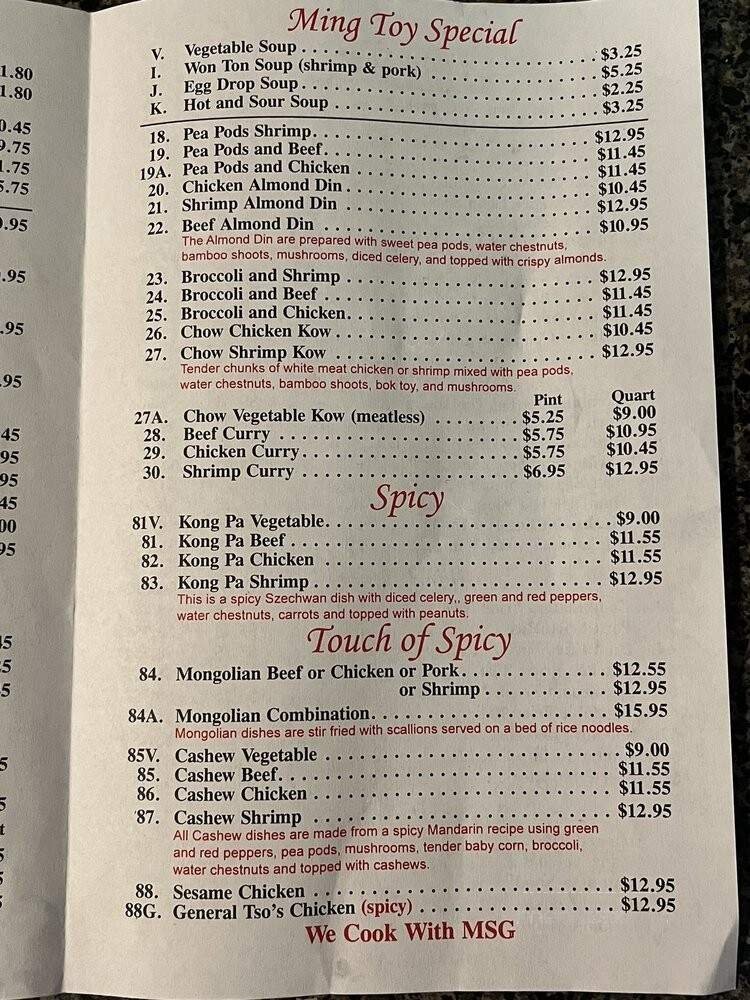 Ming Toy Special
V. Vegetable Soup . . . . . . . . . . . . . . . . . . . . . . . . . . $3.25
I. Won Ton Soup (shrimp & pork) . . . . . . . . . . . . . . $5.25
J. Egg Drop Soup . . . . . . . . . . . . . . . . . . . . . . . . . . $2.25
K. Hot and Sour Soup . . . . . . . . . . . . . . . . . . . . . . . $3.25
18. Pea Pods Shrimp. . . . . . . . . . . . . . . . . . . . . . . . . $12.95
19. Pea Pods and Beef. . . . . . . . . . . . . . . . . . . . . . . . $11.45
19A. Pea Pods and Chicken . . . . . . . . . . . . . . . . . . . . . $11.45
20. Chicken Almond Din . . . . . . . . . . . . . . . . . . . . . . $10.45
21. Shrimp Almond Din . . . . . . . . . . . . . . . . . . . . . . . $12.95
22. Beef Almond Din . . . . . . . . . . . . . . . . . . . . . . . . . $10.95
The Almond Din are prepared with sweet pea pods, water chestnuts,
bamboo shoots, mushrooms, diced celery, and topped with crispy almonds.
23. Broccoli and Shrimp . . . . . . . . . . . . . . . . . . . . . . $12.95
24. Broccoli and Beef . . . . . . . . . . . . . . . . . . . . . . . . $11.45
25. Broccoli and Chicken. . . . . . . . . . . . . . . . . . . . . . $11.45
26. Chow Chicken Kow . . . . . . . . . . . . . . . . . . . . . . . $10.45
27. Chow Shrimp Kow . . . . . . . . . . . . . . . . . . . . . . . $12.95
Tender chunks of white meat chicken or shrimp mixed with pea pods,
water chestnuts, bamboo shoots, bok toy, and mushrooms.
Pint Quart
27A. Chow Vegetable Kow (meatless) . . . . . . . . $5.25 $9.00
28. Beef Curry . . . . . . . . . . . . . . . . . . . . . . . $5.75 $10.95
29. Chicken Curry . . . . . . . . . . . . . . . . . . . . $5.75 $10.45
30. Shrimp Curry . . . . . . . . . . . . . . . . . . . . $6.95 $12.95
Spicy
81V. Kong Pa Vegetable. . . . . . . . . . . . . . . . . . . . . . . . . $9.00
81. Kong Pa Beef . . . . . . . . . . . . . . . . . . . . . . . . . . . . $11.55
82. Kong Pa Chicken . . . . . . . . . . . . . . . . . . . . . . . . . $11.55
83. Kong Pa Shrimp . . . . . . . . . . . . . . . . . . . . . . . . . . $12.95
This is a spicy Szechwan dish with diced celery,, green and red peppers,
water chestnuts, carrots and topped with peanuts.
Touch of Spicy
84. Mongolian Beef or Chicken or Pork. . . . . . . . . . . . . $12.55
or Shrimp . . . . . . . . . . . $12.95
84A. Mongolian Combination. . . . . . . . . . . . . . . . . . . . . $15.95
Mongolian dishes are stir fried with scallions served on a bed of rice noodles.
85V. Cashew Vegetable . . . . . . . . . . . . . . . . . . . . . . . . . . $9.00
85. Cashew Beef. . . . . . . . . . . . . . . . . . . . . . . . . . . . . . $11.55
86. Cashew Chicken . . . . . . . . . . . . . . . . . . . . . . . . . . $11.55
87. Cashew Shrimp . . . . . . . . . . . . . . . . . . . . . . . . . . . $12.95
All Cashew dishes are made from a spicy Mandarin recipe using green
and red peppers, pea pods, mushrooms, tender baby corn, broccoli,
water chestnuts and topped with cashews.
88. Sesame Chicken . . . . . . . . . . . . . . . . . . . . . . . . . . $12.95
88G. General Tso's Chicken (spicy) . . . . . . . . . . . . . . . . $12.95
We Cook With MSG